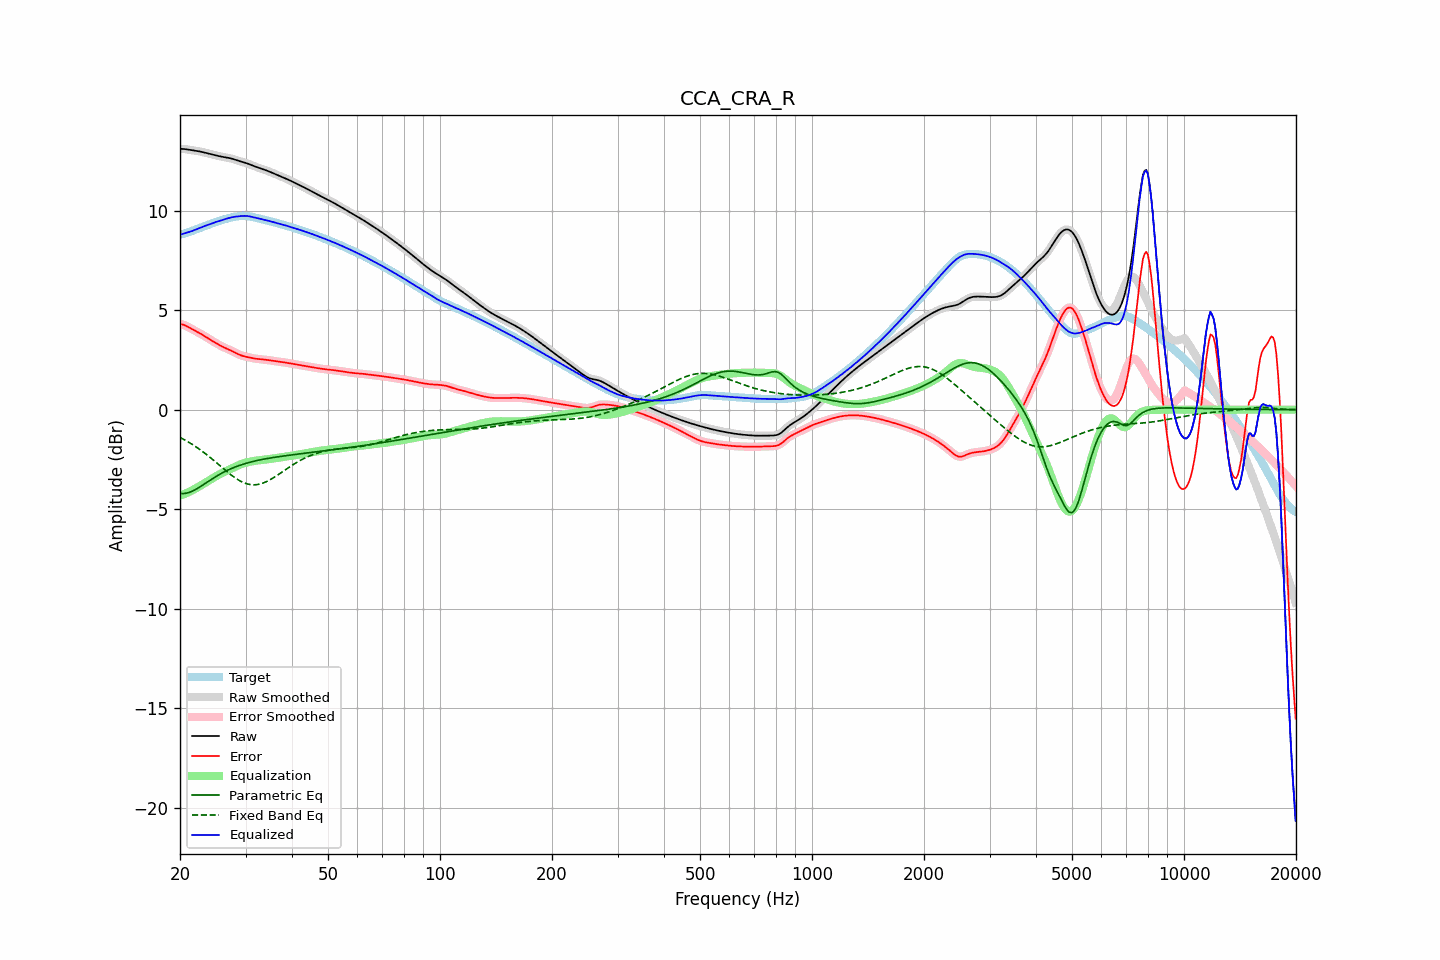 CCA_CRA_R
Amplitude (dBr)
10
5
0
−5
−10
−15
−20
Target
Raw Smoothed
Error Smoothed
Raw
Error
Equalization
Parametric Eq
Fixed Band Eq
Equalized
20 50 100 200 500 1000 2000 5000 10000 20000
Frequency (Hz)